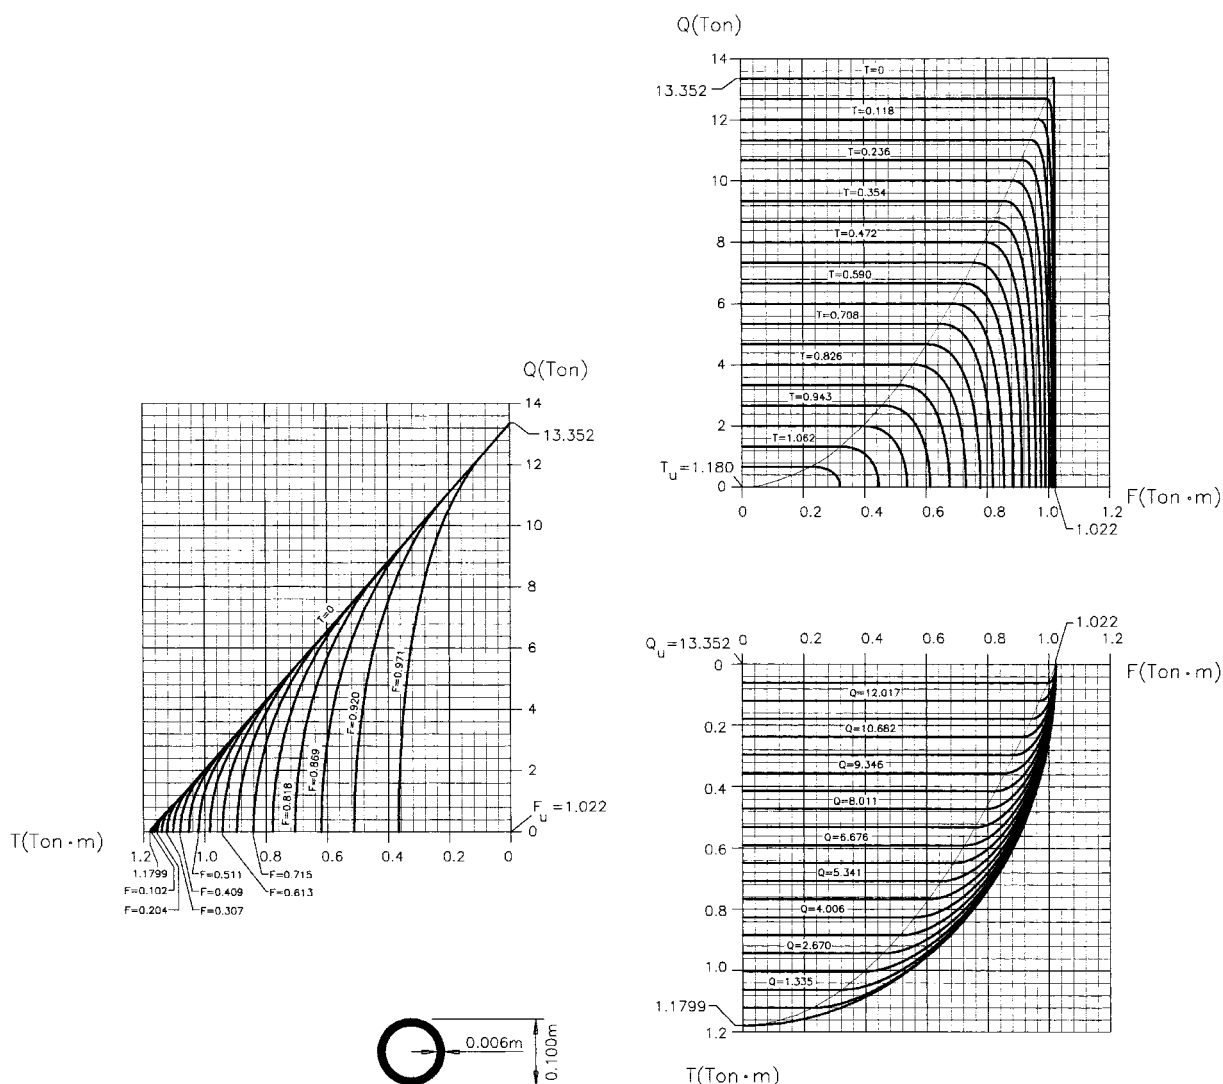 Q(Ton)
14
T=0
13.352
T=0.118
12
T=0.236
10
T=0.354
8
T=0.472
T=0.590
6
T=0.708
4
T=0.826
T=0.943
2
T=1.062
Tu=1.180
0
0 0.2 0.4 0.6 0.8 1.0 1.2
F(Ton·m)
1.022
Q(Ton)
14
13.352
12
10
8
6
4
2
0
T=0
F=0.971
F=0.920
F=0.869
F=0.818
Fu=1.022
T(Ton·m)
1.2 1.0 0.8 0.6 0.4 0.2 0
1.1799
F=0.511
F=0.715
F=0.102
F=0.409
F=0.613
F=0.204
F=0.307
1.022
Qu=13.352
0 0.2 0.4 0.6 0.8 1.0 1.2
F(Ton·m)
0
Q=12.017
0.2
Q=10.682
Q=9.346
0.4
Q=8.011
Q=6.676
0.6
Q=5.341
0.8
Q=4.006
Q=2.670
1.0
Q=1.335
1.1799
1.2
T(Ton·m)
0.006m
0.100m